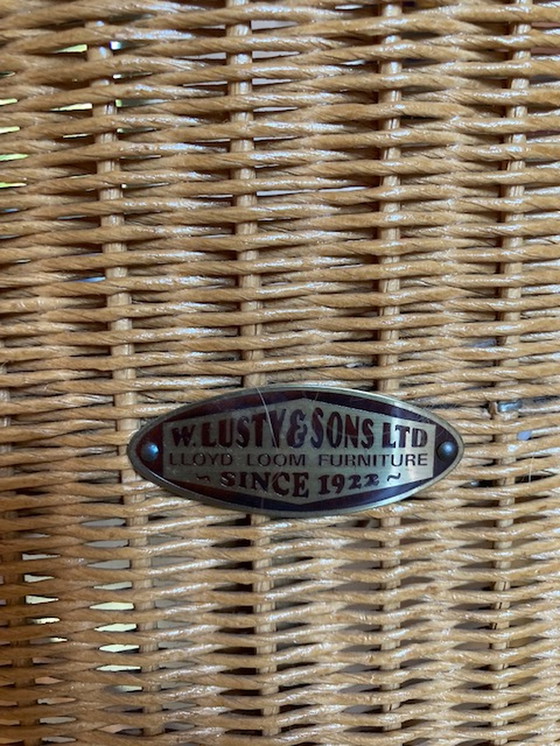 W. LUSTY & SONS LTD
LLOYD LOOM FURNITURE
~ SINCE 1922 ~